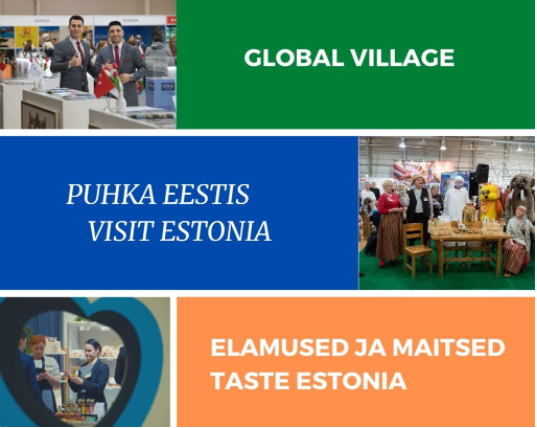 GLOBAL VILLAGE
PUHKA EESTIS
VISIT ESTONIA
ELAMUSED JA MAITSED
TASTE ESTONIA